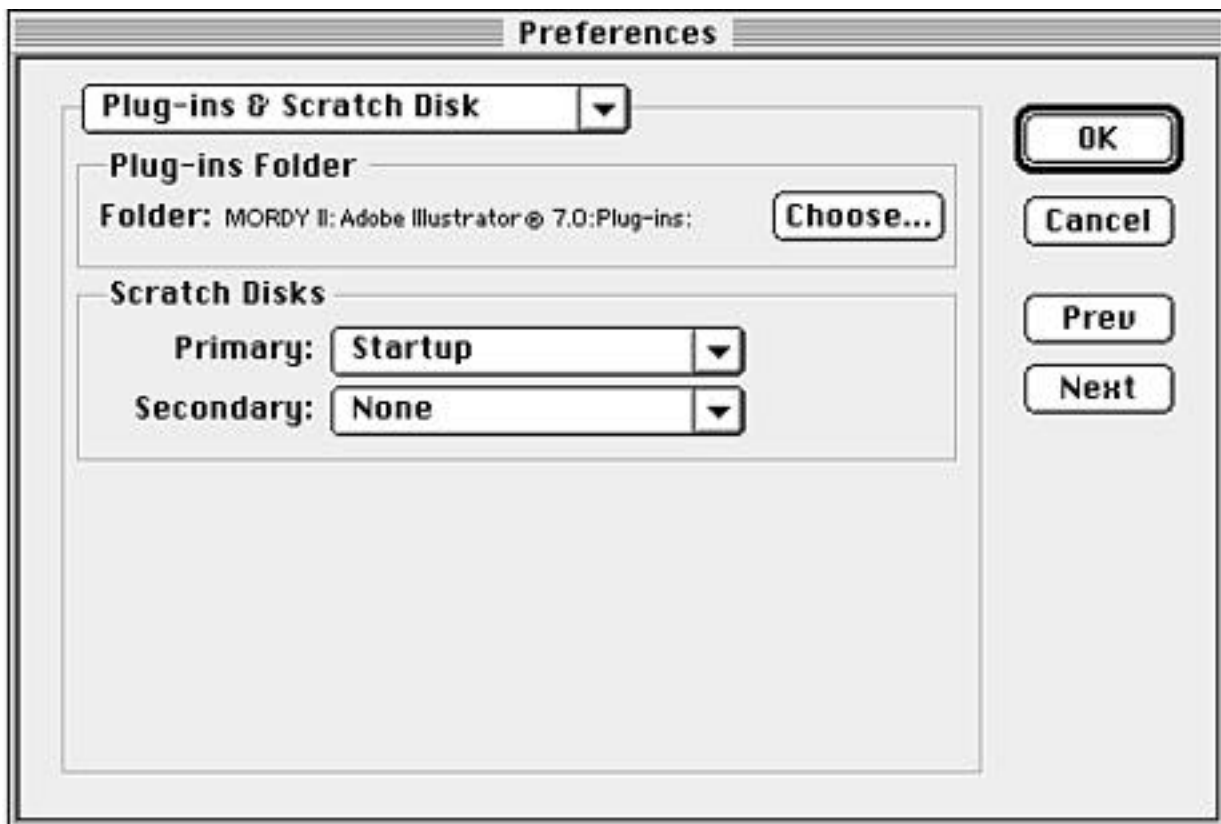 Preferences
Plug-ins & Scratch Disk
OK
Plug-ins Folder
Folder: MORDY II: Adobe Illustrator® 7.0:Plug-ins:
Choose...
Cancel
Scratch Disks
Primary: Startup
Prev
Secondary: None
Next